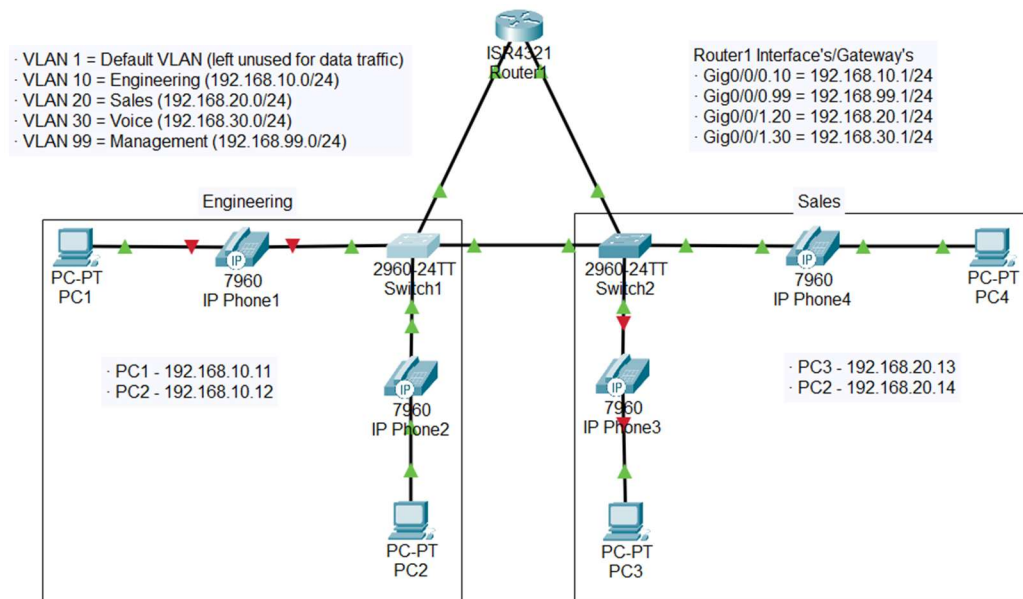 ISR4321
Router1
· VLAN 1 = Default VLAN (left unused for data traffic)
· VLAN 10 = Engineering (192.168.10.0/24)
· VLAN 20 = Sales (192.168.20.0/24)
· VLAN 30 = Voice (192.168.30.0/24)
· VLAN 99 = Management (192.168.99.0/24)
Router1 Interface's/Gateway's
· Gig0/0/0.10 = 192.168.10.1/24
· Gig0/0/0.99 = 192.168.99.1/24
· Gig0/0/1.20 = 192.168.20.1/24
· Gig0/0/1.30 = 192.168.30.1/24
Engineering
Sales
PC-PT
PC1
IP
7960
IP Phone1
2960-24TT
Switch1
2960-24TT
Switch2
IP
7960
IP Phone4
PC-PT
PC4
· PC1 - 192.168.10.11
· PC2 - 192.168.10.12
IP
7960
IP Phone2
IP
7960
IP Phone3
· PC3 - 192.168.20.13
· PC2 - 192.168.20.14
PC-PT
PC2
PC-PT
PC3